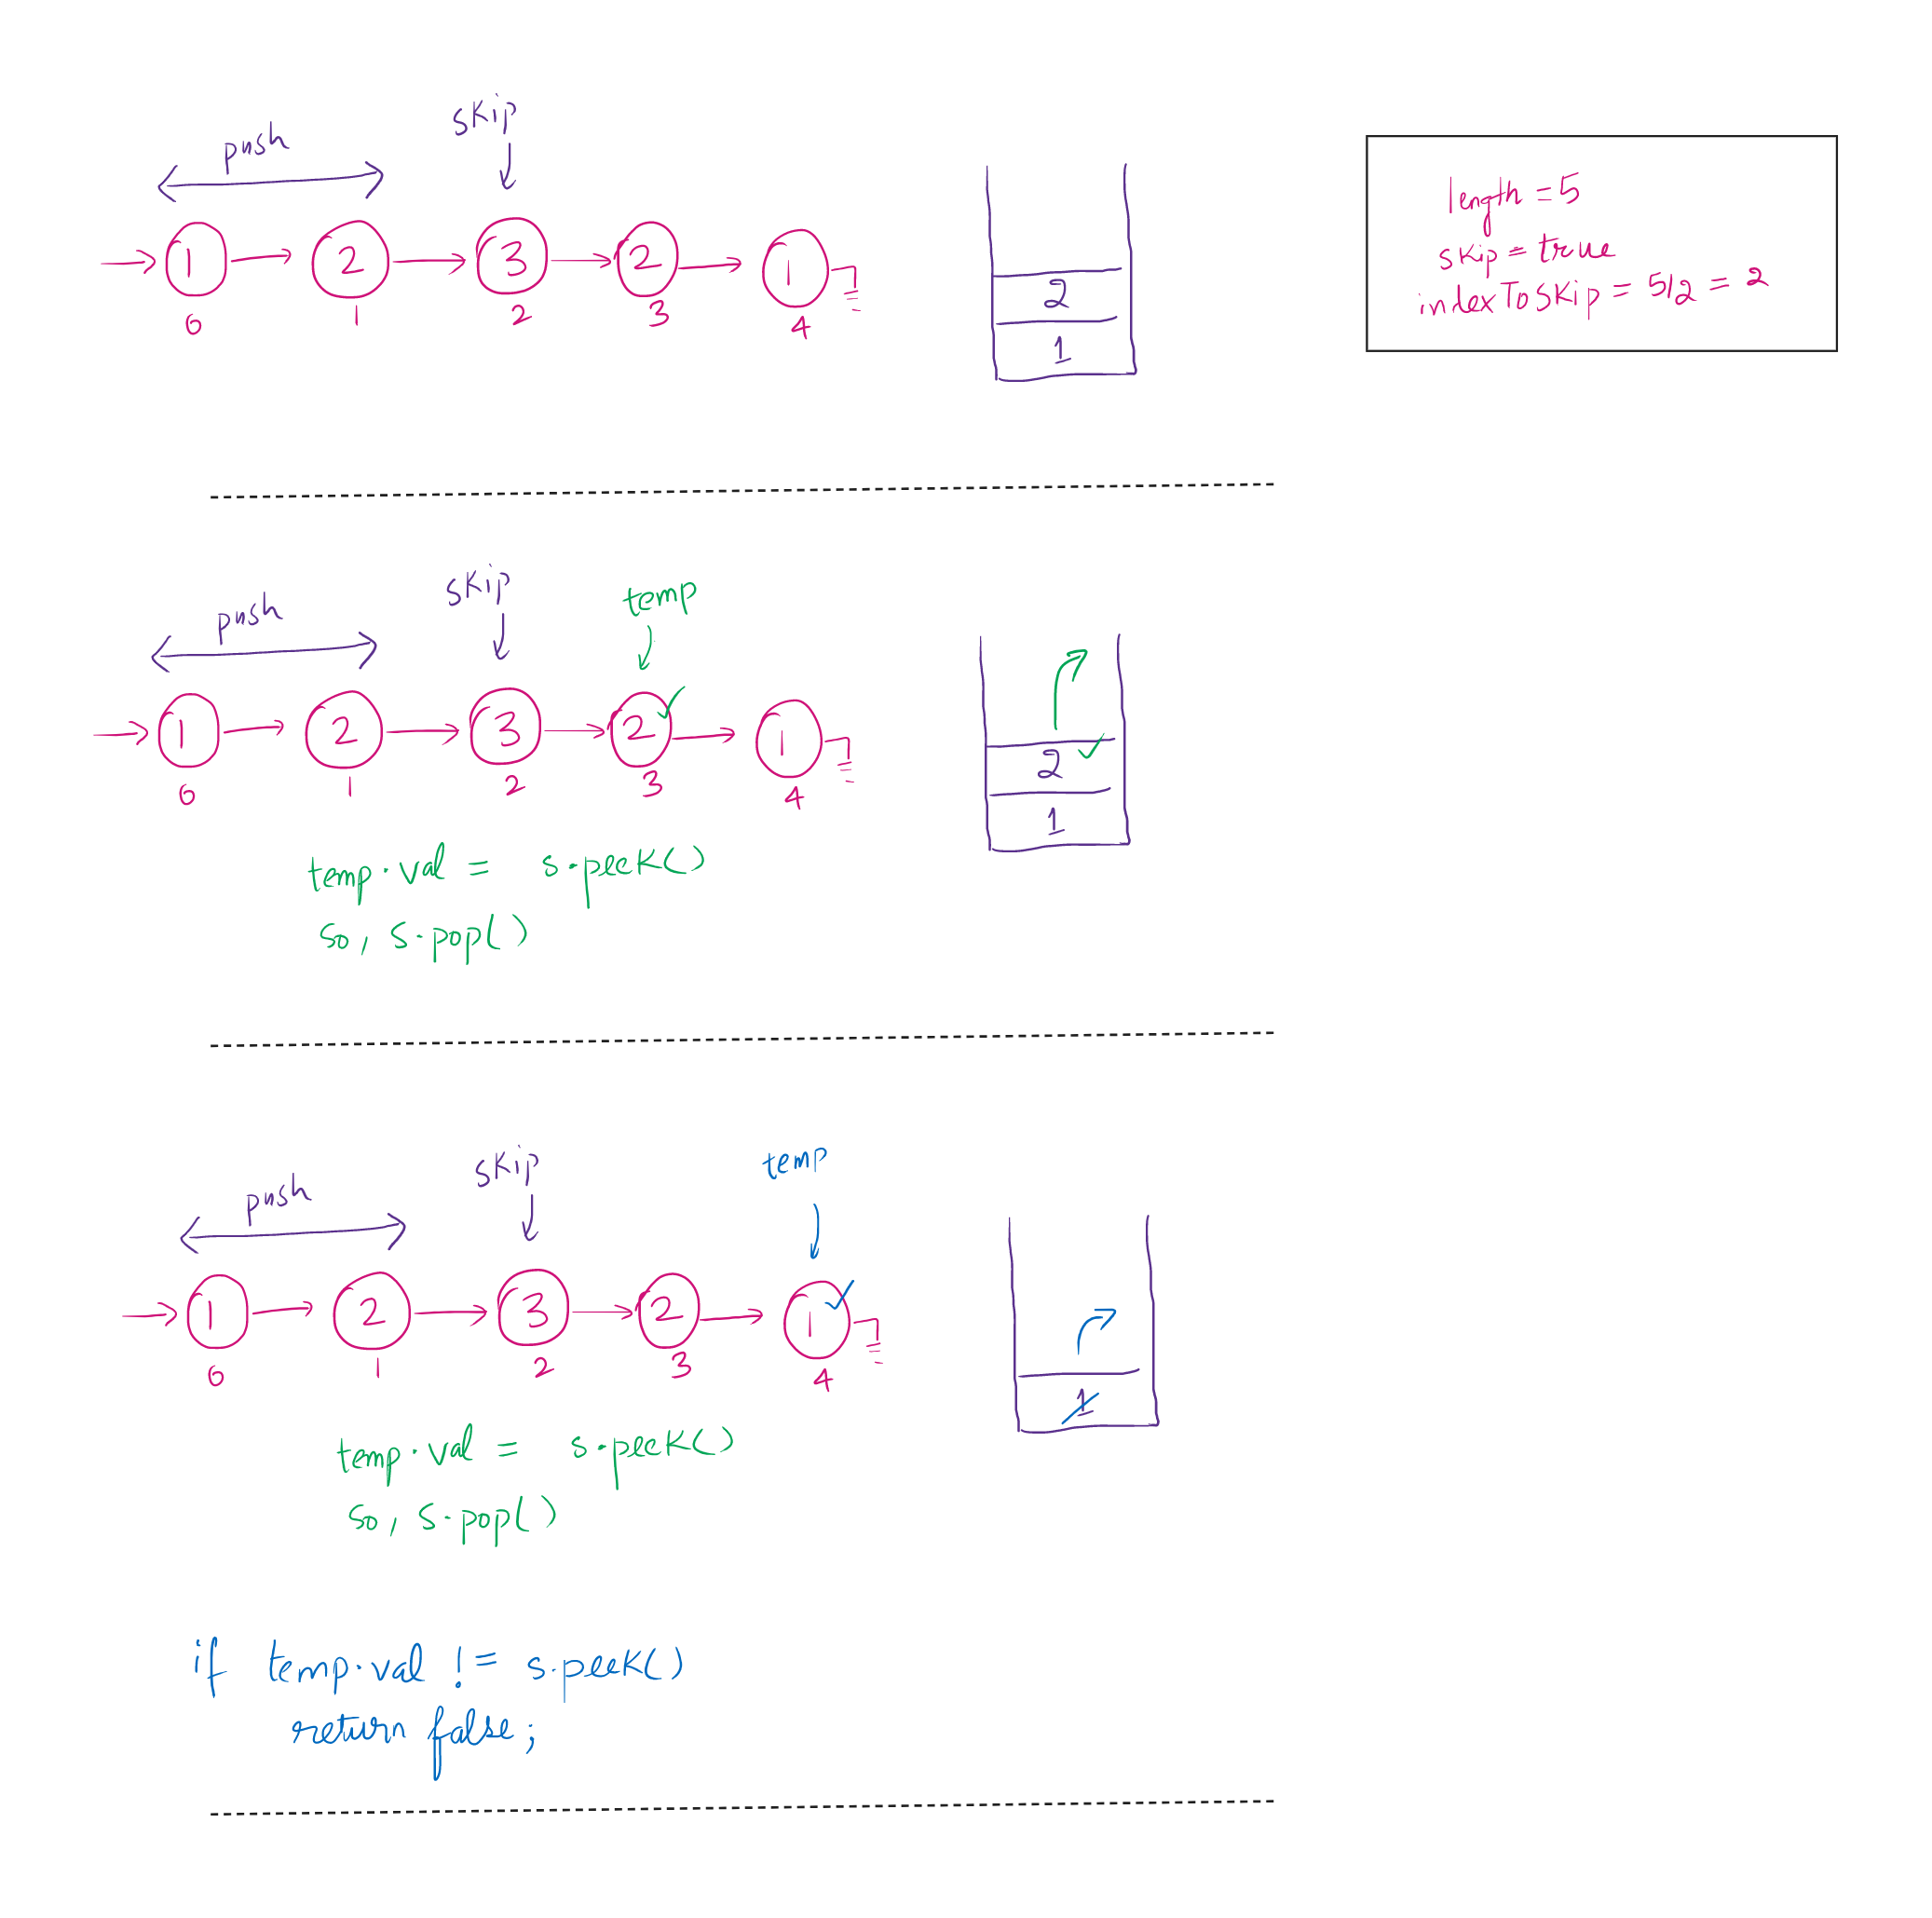 push
skip
1 2 3 2 1
0 1 2 3 4
2
1
length = 5
skip = true
indexToSkip = 5/2 = 2
push
skip
temp
1 2 3 2 1
0 1 2 3 4
2
1
temp.val = s.peek()
so, s.pop()
push
skip
temp
1 2 3 2 1
0 1 2 3 4
1
temp.val = s.peek()
so, s.pop()
if temp.val != s.peek()
return false;